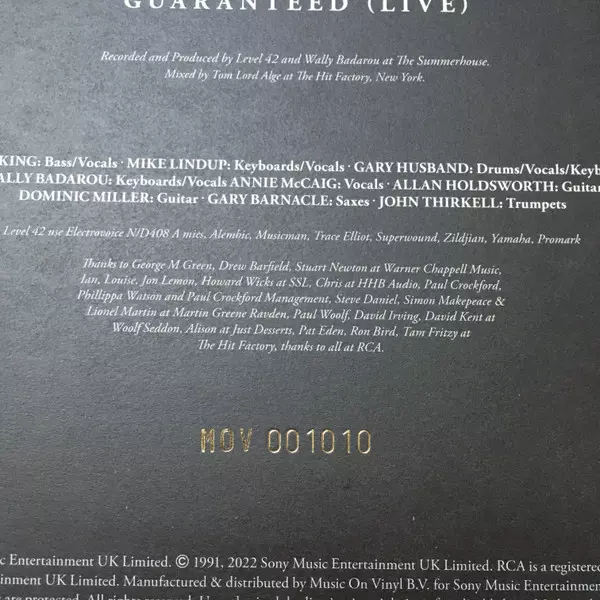 GUARANTEED (LIVE)
Recorded and Produced by Level 42 and Wally Badarou at The Summerhouse.
Mixed by Tom Lord Alge at The Hit Factory, New York.
KING: Bass/Vocals · MIKE LINDUP: Keyboards/Vocals · GARY HUSBAND: Drums/Vocals/Keyb
ALLY BADAROU: Keyboards/Vocals ANNIE McCAIG: Vocals · ALLAN HOLDSWORTH: Guitar
DOMINIC MILLER: Guitar · GARY BARNACLE: Saxes · JOHN THIRKELL: Trumpets
Level 42 use Electrovoice N/D408 A mics, Alembic, Musicman, Trace Elliot, Superwound, Zildjian, Yamaha, Promark
Thanks to George M Green, Drew Barfield, Stuart Newton at Warner Chappell Music,
Ian, Louise, Jon Lemon, Howard Wicks at SSL, Chris at HHB Audio, Paul Crockford,
Phillippa Watson and Paul Crockford Management, Steve Daniel, Simon Makepeace &
Lionel Martin at Martin Greene Ravden, Paul Woolf, David Irving, David Kent at
Woolf Seddon, Alison at Just Desserts, Pat Eden, Ron Bird, Tam Fritzy at
The Hit Factory, thanks to all at RCA.
MOV 001010
c Entertainment UK Limited. © 1991, 2022 Sony Music Entertainment UK Limited. RCA is a registered
inment UK Limited. Manufactured & distributed by Music On Vinyl B.V. for Sony Music Entertainmen